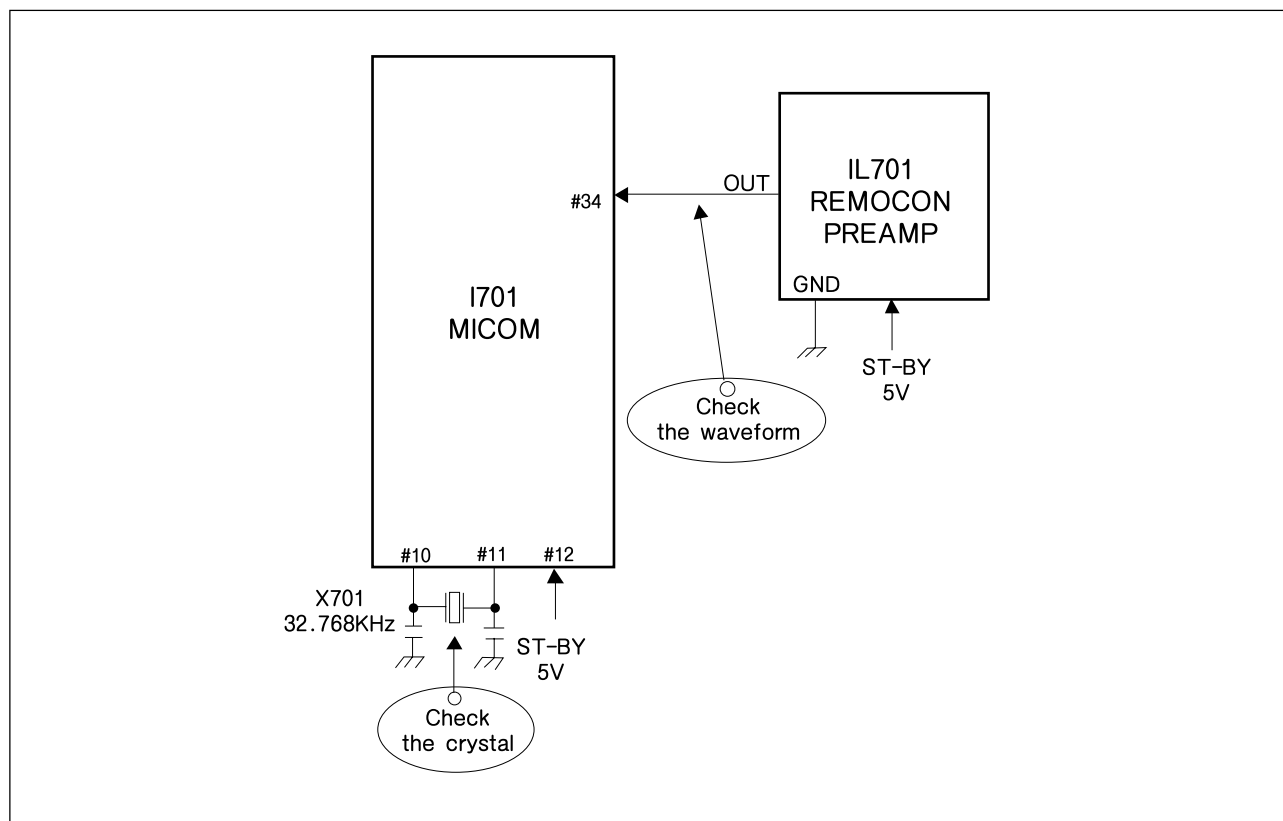 I701
MICOM
#34
#10
#11
#12
OUT
IL701
REMOCON
PREAMP
GND
ST-BY
5V
Check
the waveform
X701
32.768KHz
ST-BY
5V
Check
the crystal